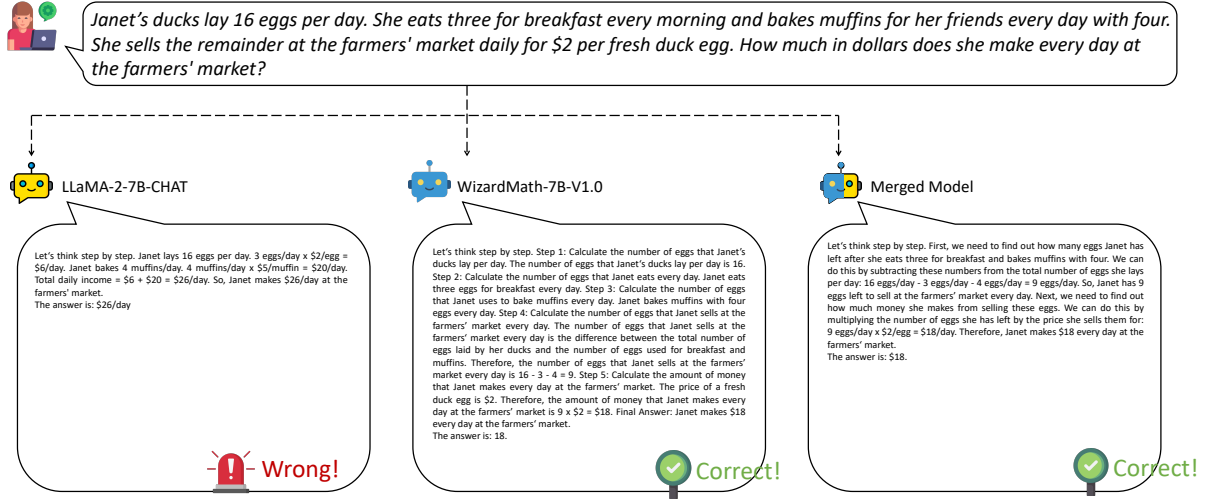 Janet's ducks lay 16 eggs per day. She eats three for breakfast every morning and bakes muffins for her friends every day with four.
She sells the remainder at the farmers' market daily for $2 per fresh duck egg. How much in dollars does she make every day at
the farmers' market?
LLaMA-2-7B-CHAT
Let's think step by step. Janet lays 16 eggs per day. 3 eggs/day x $2/egg =
$6/day. Janet bakes 4 muffins/day. 4 muffins/day x $5/muffin = $20/day.
Total daily income = $6 + $20 = $26/day. So, Janet makes $26/day at the
farmers' market.
The answer is: $26/day
Wrong!
WizardMath-7B-V1.0
Let's think step by step. Step 1: Calculate the number of eggs that Janet's
ducks lay per day. The number of eggs that Janet's ducks lay per day is 16.
Step 2: Calculate the number of eggs that Janet eats every day. Janet eats
three eggs for breakfast every day. Step 3: Calculate the number of eggs
that Janet uses to bake muffins every day. Janet bakes muffins with four
eggs every day. Step 4: Calculate the number of eggs that Janet sells at the
farmers' market every day. The number of eggs that Janet sells at the
farmers' market every day is the difference between the total number of
eggs laid by her ducks and the number of eggs used for breakfast and
muffins. Therefore, the number of eggs that Janet sells at the farmers'
market every day is 16 - 3 - 4 = 9. Step 5: Calculate the amount of money
that Janet makes every day at the farmers' market. The price of a fresh
duck egg is $2. Therefore, the amount of money that Janet makes every
day at the farmers' market is 9 x $2 = $18. Final Answer: Janet makes $18
every day at the farmers' market.
The answer is: 18.
Correct!
Merged Model
Let's think step by step. First, we need to find out how many eggs Janet has
left after she eats three for breakfast and bakes muffins with four. We can
do this by subtracting these numbers from the total number of eggs she lays
per day: 16 eggs/day - 3 eggs/day - 4 eggs/day = 9 eggs/day. So, Janet has 9
eggs left to sell at the farmers' market every day. Next, we need to find out
how much money she makes from selling these eggs. We can do this by
multiplying the number of eggs she has left by the price she sells them for:
9 eggs/day x $2/egg = $18/day. Therefore, Janet makes $18 every day at the
farmers' market.
The answer is: $18.
Correct!